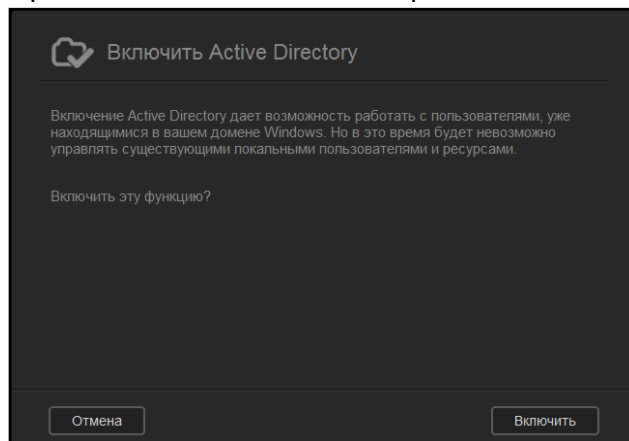 Включить Active Directory
Включение Active Directory дает возможность работать с пользователями, уже
находящимися в вашем домене Windows. Но в это время будет невозможно
управлять существующими локальными пользователями и ресурсами.
Включить эту функцию?
Отмена
Включить